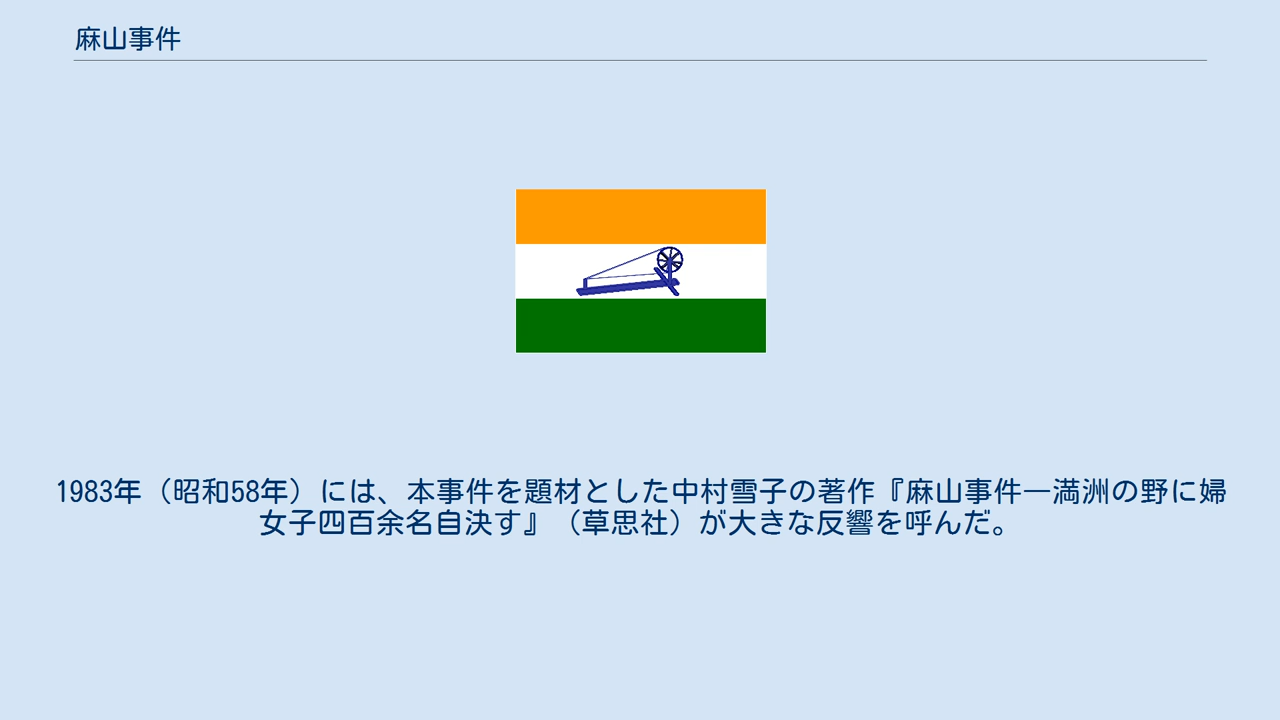 麻山事件
1983年（昭和58年）には、本事件を題材とした中村雪子の著作『麻山事件―満洲の野に婦
女子四百余名自決す』（草思社）が大きな反響を呼んだ。